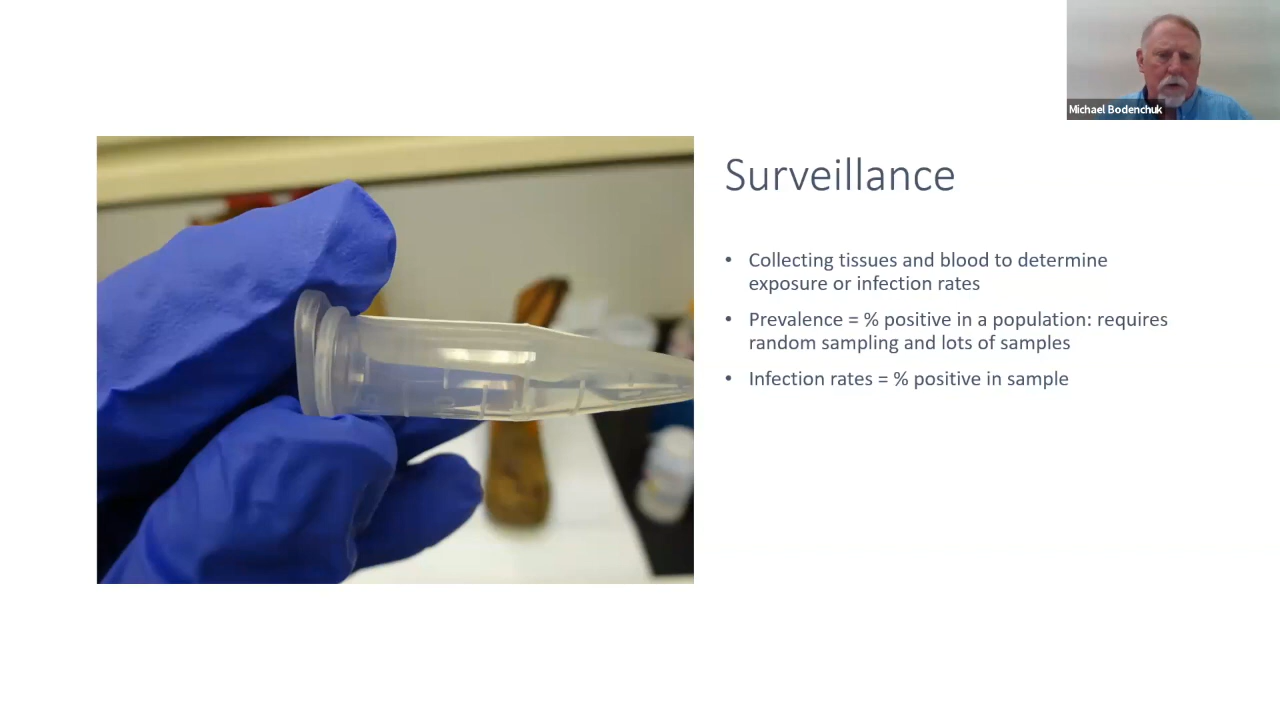 Michael Bodenchuk
Surveillance
• Collecting tissues and blood to determine
exposure or infection rates
• Prevalence = % positive in a population: requires
random sampling and lots of samples
• Infection rates = % positive in sample